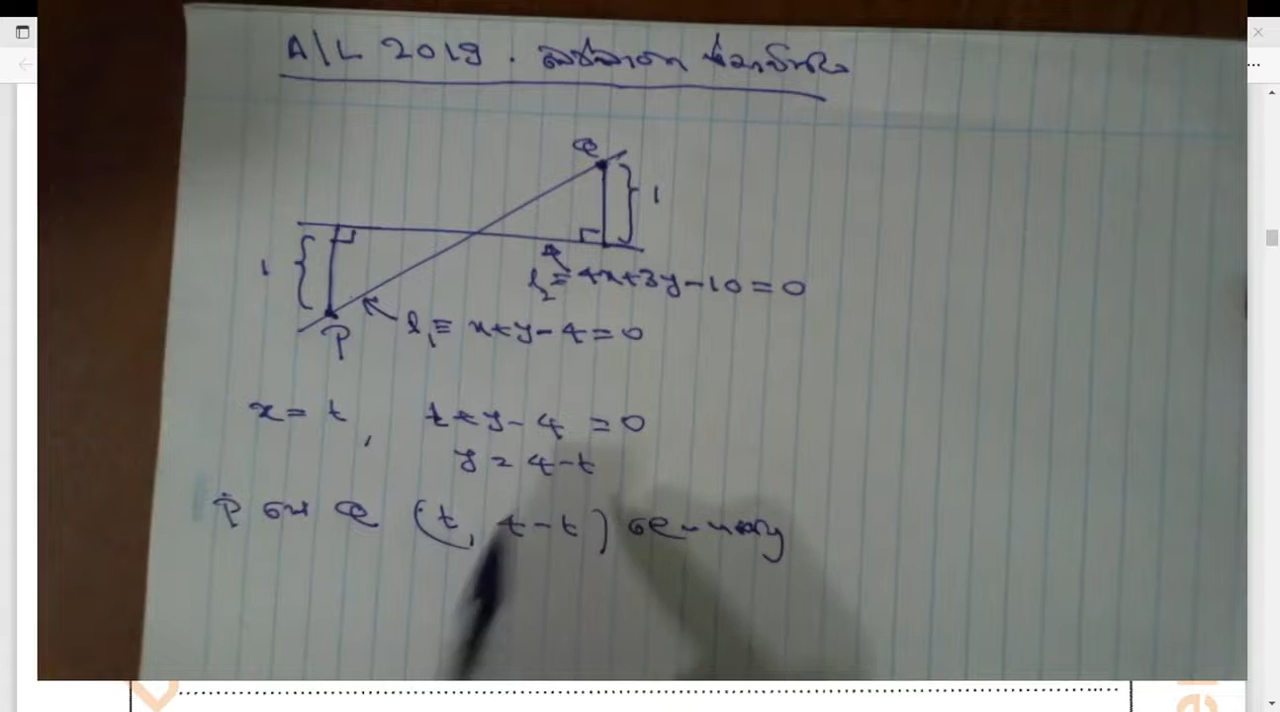 A/L 2019.
Q
1
1
l₂ ≡ 4x+3y-10=0
l₁ ≡ x+y-4=0
P
x = t, t+y-4 = 0
y = 4-t
P හා Q (t, 4-t)